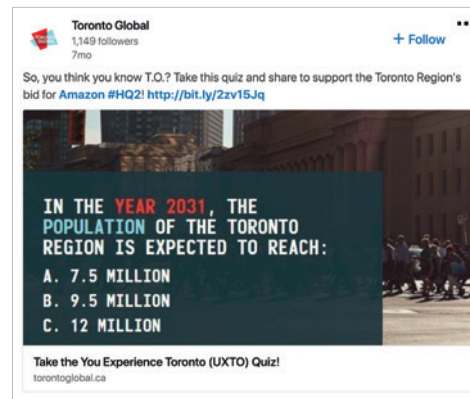 Toronto Global
1,149 followers
7mo
+ Follow
So, you think you know T.O.? Take this quiz and share to support the Toronto Region's
bid for Amazon #HQ2! http://bit.ly/2zv15Jq
IN THE YEAR 2031, THE
POPULATION OF THE TORONTO
REGION IS EXPECTED TO REACH:
A. 7.5 MILLION
B. 9.5 MILLION
C. 12 MILLION
Take the You Experience Toronto (UXTO) Quiz!
torontoglobal.ca